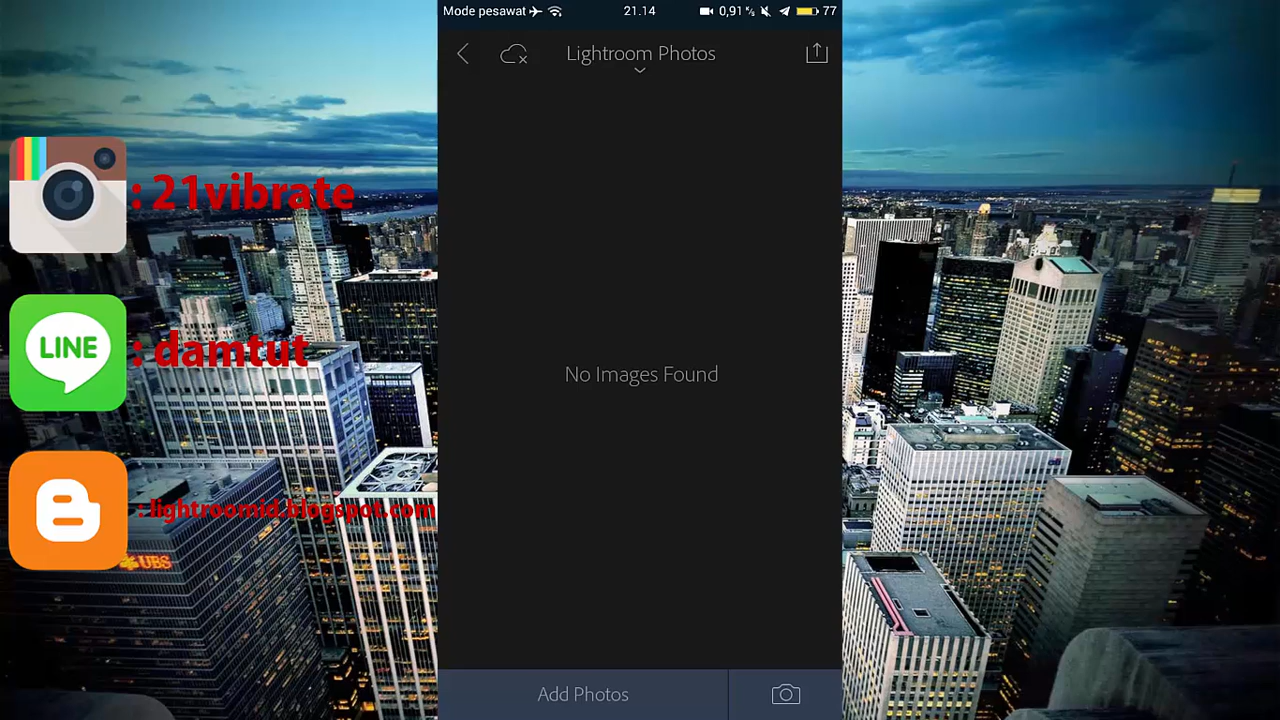 Mode pesawat 21.14 0,91 K/s 77
Lightroom Photos
: 21vibrate
LINE : damtut
No Images Found
: lightroomid.blogspot.com
UBS
Add Photos